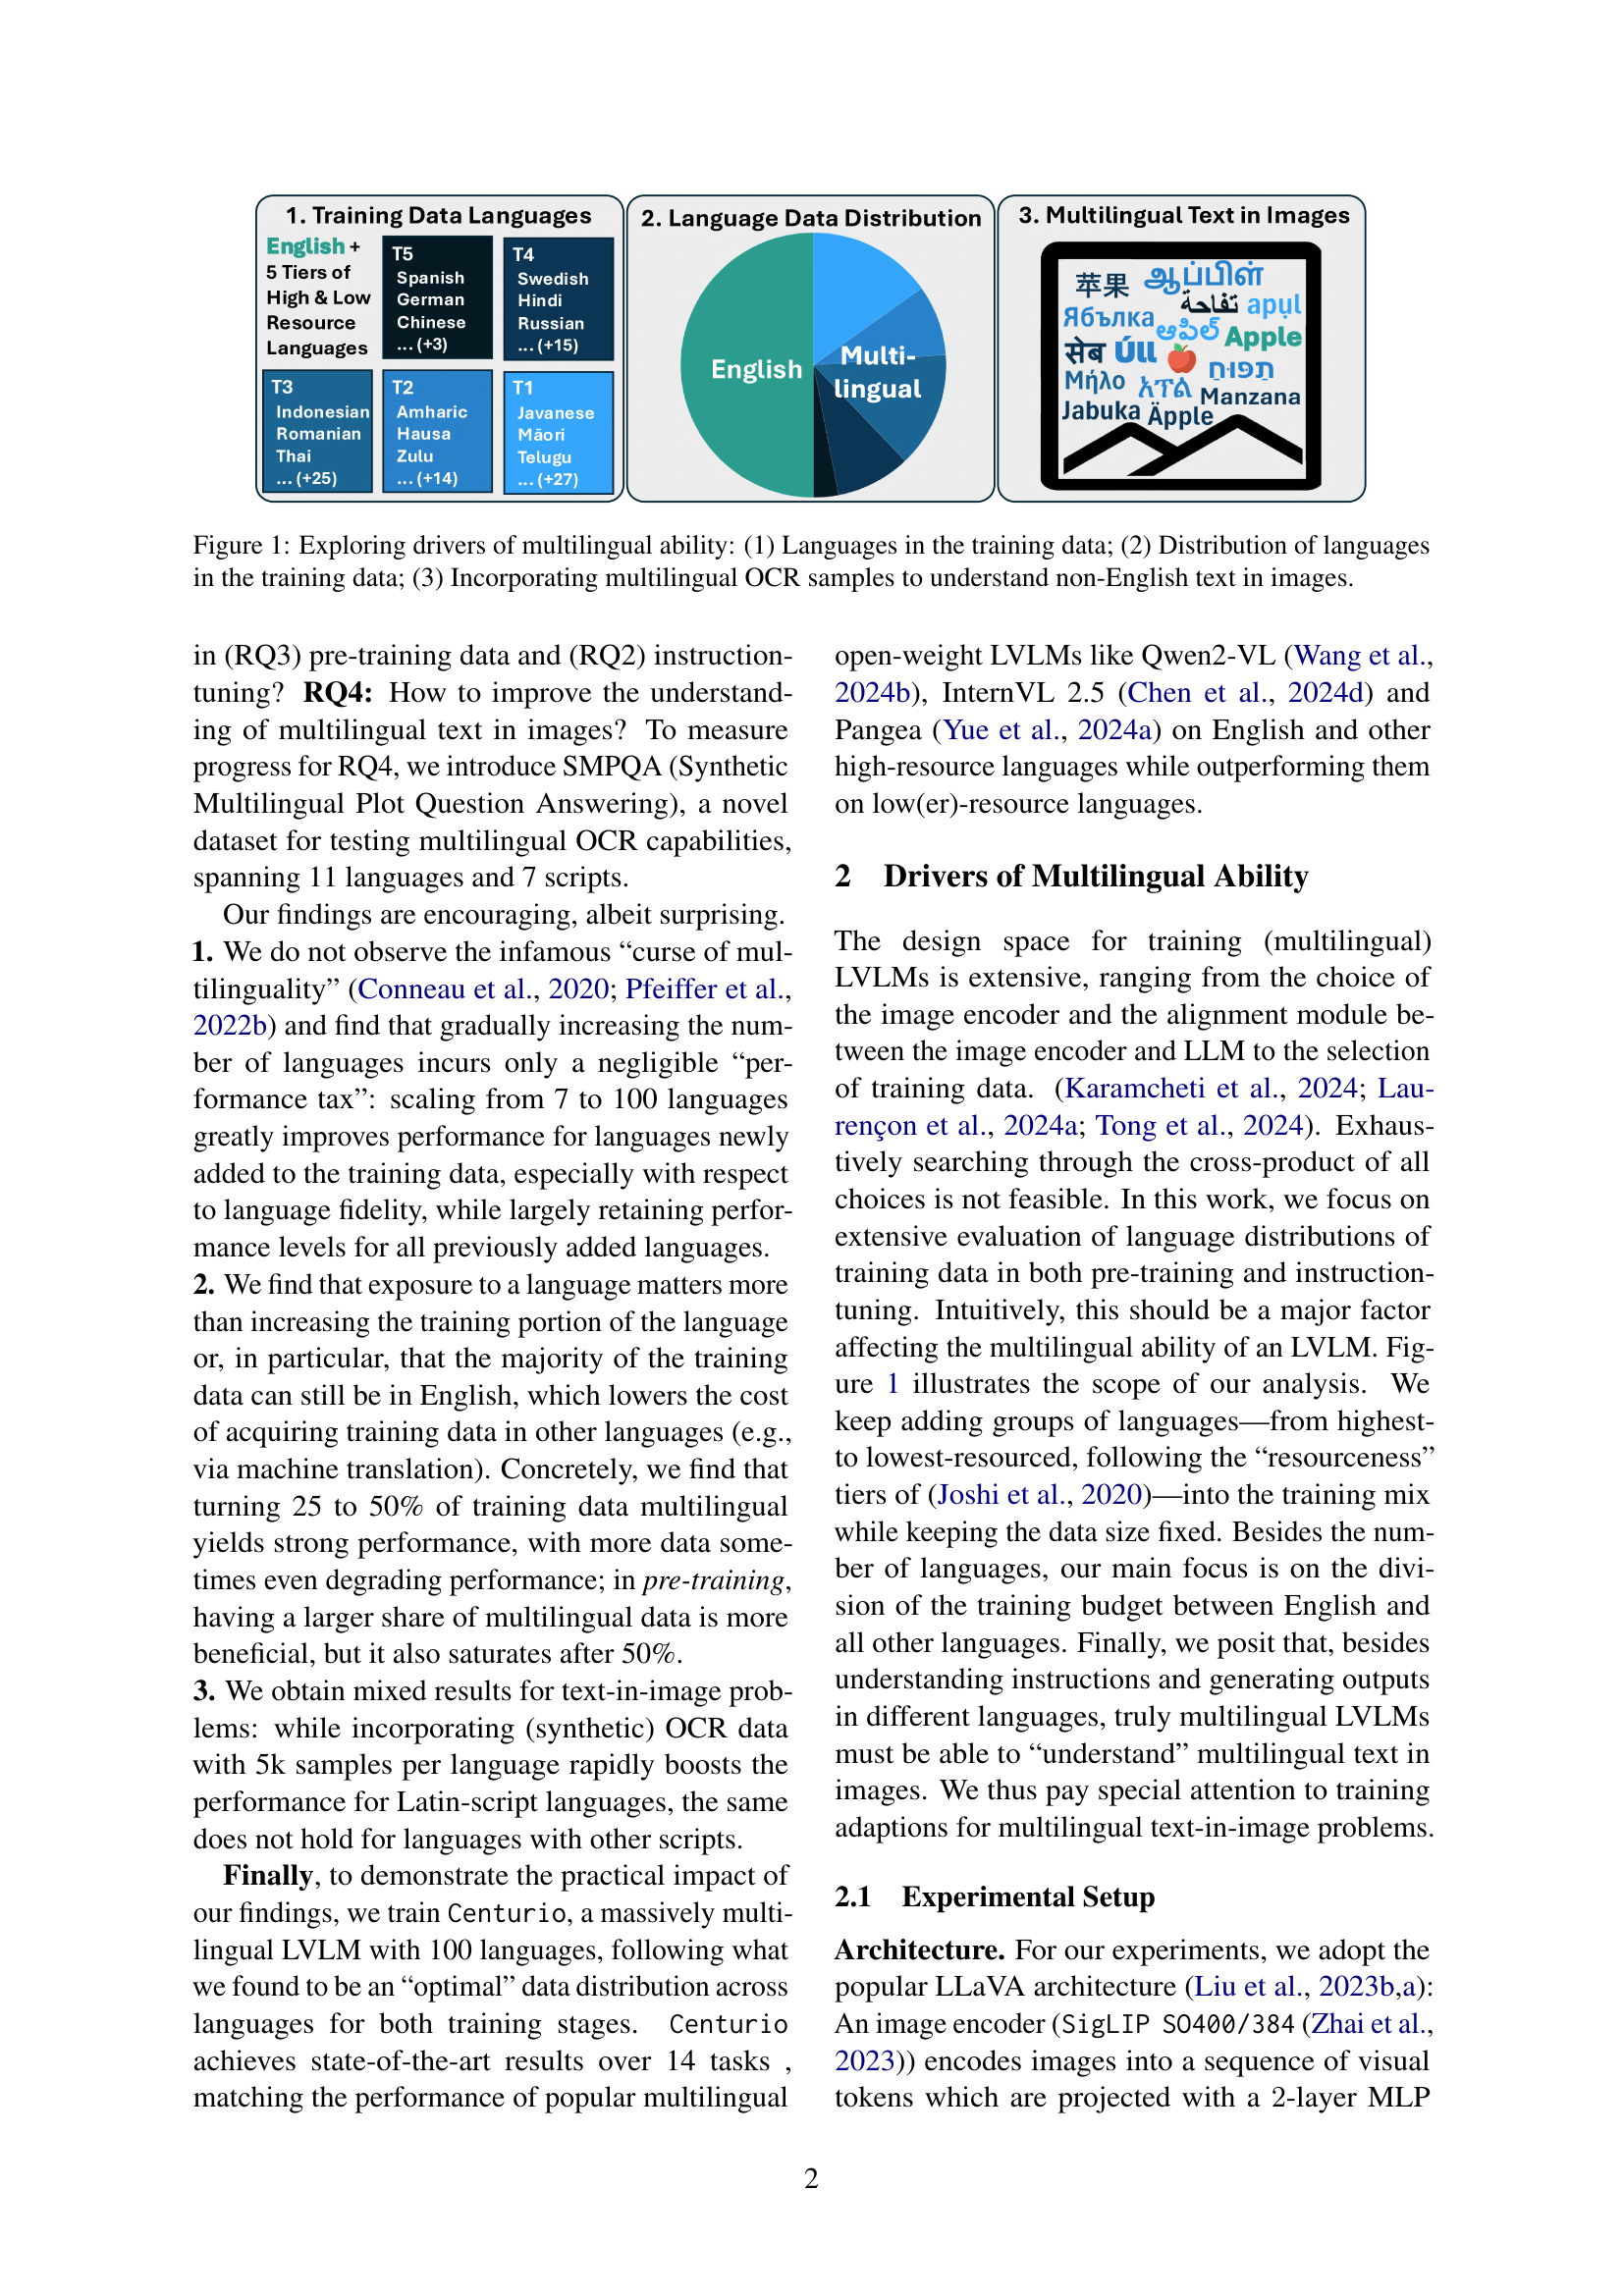 1. Training Data Languages
English +
5 Tiers of
High & Low
Resource
Languages
T5
Spanish
German
Chinese
... (+3)
T4
Swedish
Hindi
Russian
... (+15)
T3
Indonesian
Romanian
Thai
... (+25)
T2
Amharic
Hausa
Zulu
... (+14)
T1
Javanese
Māori
Telugu
... (+27)
2. Language Data Distribution
English
Multi-
lingual
3. Multilingual Text in Images
苹果 ஆப்பிள்
تفاحة apụl
Ябълка ఆపిల్ Apple
सेब Úll תַפּוּחַ
Μήλο አፕል Manzana
Jabuka Äpple
Figure 1: Exploring drivers of multilingual ability: (1) Languages in the training data; (2) Distribution of languages
in the training data; (3) Incorporating multilingual OCR samples to understand non-English text in images.
in (RQ3) pre-training data and (RQ2) instruction-
tuning? RQ4: How to improve the understand-
ing of multilingual text in images? To measure
progress for RQ4, we introduce SMPQA (Synthetic
Multilingual Plot Question Answering), a novel
dataset for testing multilingual OCR capabilities,
spanning 11 languages and 7 scripts.
Our findings are encouraging, albeit surprising.
1. We do not observe the infamous “curse of mul-
tilinguality” (Conneau et al., 2020; Pfeiffer et al.,
2022b) and find that gradually increasing the num-
ber of languages incurs only a negligible “per-
formance tax”: scaling from 7 to 100 languages
greatly improves performance for languages newly
added to the training data, especially with respect
to language fidelity, while largely retaining perfor-
mance levels for all previously added languages.
2. We find that exposure to a language matters more
than increasing the training portion of the language
or, in particular, that the majority of the training
data can still be in English, which lowers the cost
of acquiring training data in other languages (e.g.,
via machine translation). Concretely, we find that
turning 25 to 50% of training data multilingual
yields strong performance, with more data some-
times even degrading performance; in pre-training,
having a larger share of multilingual data is more
beneficial, but it also saturates after 50%.
3. We obtain mixed results for text-in-image prob-
lems: while incorporating (synthetic) OCR data
with 5k samples per language rapidly boosts the
performance for Latin-script languages, the same
does not hold for languages with other scripts.
Finally, to demonstrate the practical impact of
our findings, we train Centurio, a massively multi-
lingual LVLM with 100 languages, following what
we found to be an “optimal” data distribution across
languages for both training stages. Centurio
achieves state-of-the-art results over 14 tasks ,
matching the performance of popular multilingual
open-weight LVLMs like Qwen2-VL (Wang et al.,
2024b), InternVL 2.5 (Chen et al., 2024d) and
Pangea (Yue et al., 2024a) on English and other
high-resource languages while outperforming them
on low(er)-resource languages.
2 Drivers of Multilingual Ability
The design space for training (multilingual)
LVLMs is extensive, ranging from the choice of
the image encoder and the alignment module be-
tween the image encoder and LLM to the selection
of training data. (Karamcheti et al., 2024; Lau-
rençon et al., 2024a; Tong et al., 2024). Exhaus-
tively searching through the cross-product of all
choices is not feasible. In this work, we focus on
extensive evaluation of language distributions of
training data in both pre-training and instruction-
tuning. Intuitively, this should be a major factor
affecting the multilingual ability of an LVLM. Fig-
ure 1 illustrates the scope of our analysis. We
keep adding groups of languages—from highest-
to lowest-resourced, following the “resourceness”
tiers of (Joshi et al., 2020)—into the training mix
while keeping the data size fixed. Besides the num-
ber of languages, our main focus is on the divi-
sion of the training budget between English and
all other languages. Finally, we posit that, besides
understanding instructions and generating outputs
in different languages, truly multilingual LVLMs
must be able to “understand” multilingual text in
images. We thus pay special attention to training
adaptions for multilingual text-in-image problems.
2.1 Experimental Setup
Architecture. For our experiments, we adopt the
popular LLaVA architecture (Liu et al., 2023b,a):
An image encoder (SigLIP SO400/384 (Zhai et al.,
2023)) encodes images into a sequence of visual
tokens which are projected with a 2-layer MLP
2